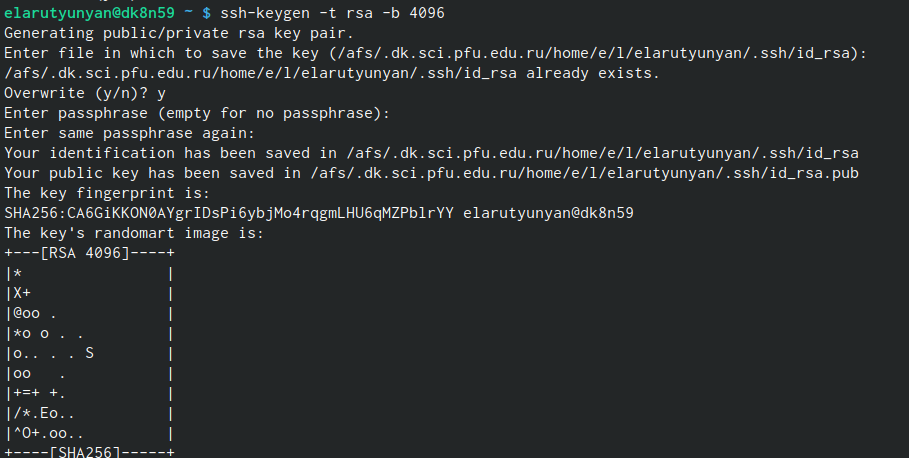 elarutyunyan@dk8n59 ~ $ ssh-keygen -t rsa -b 4096
Generating public/private rsa key pair.
Enter file in which to save the key (/afs/.dk.sci.pfu.edu.ru/home/e/l/elarutyunyan/.ssh/id_rsa):
/afs/.dk.sci.pfu.edu.ru/home/e/l/elarutyunyan/.ssh/id_rsa already exists.
Overwrite (y/n)? y
Enter passphrase (empty for no passphrase):
Enter same passphrase again:
Your identification has been saved in /afs/.dk.sci.pfu.edu.ru/home/e/l/elarutyunyan/.ssh/id_rsa
Your public key has been saved in /afs/.dk.sci.pfu.edu.ru/home/e/l/elarutyunyan/.ssh/id_rsa.pub
The key fingerprint is:
SHA256:CA6GiKKON0AYgrIDsPi6ybjMo4rqgmLHU6qMZPblrYY elarutyunyan@dk8n59
The key's randomart image is:
+---[RSA 4096]----+
|*                |
|X+               |
|@oo .            |
|*o o . .         |
|o.. . . S        |
|oo   .           |
|+=+ +.           |
|/*.Eo..          |
|^O+.oo..         |
+----[SHA256]-----+